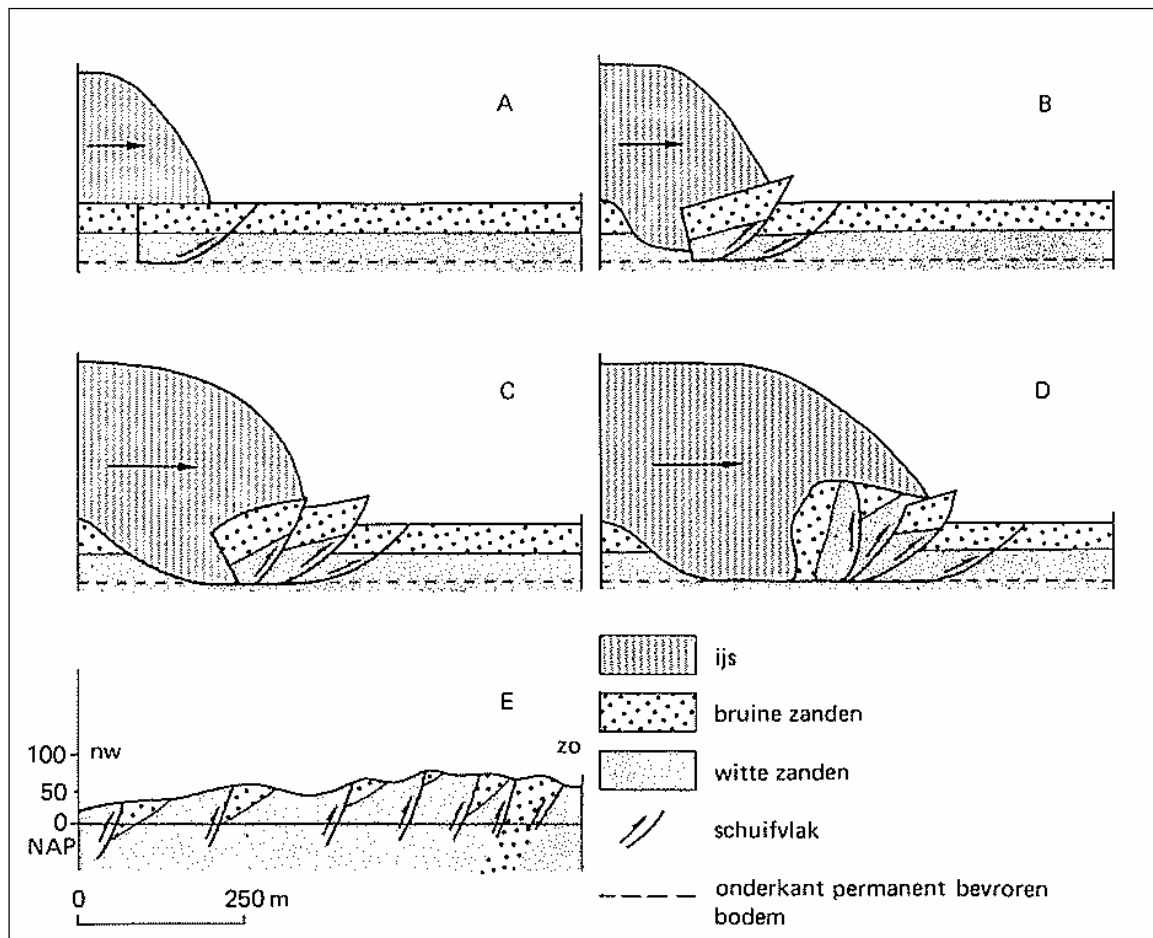 A
B
C
D
E
100
nw
zo
50
0
NAP
0
250 m
ijs
bruine zanden
witte zanden
schuifvlak
onderkant permanent bevroren
bodem